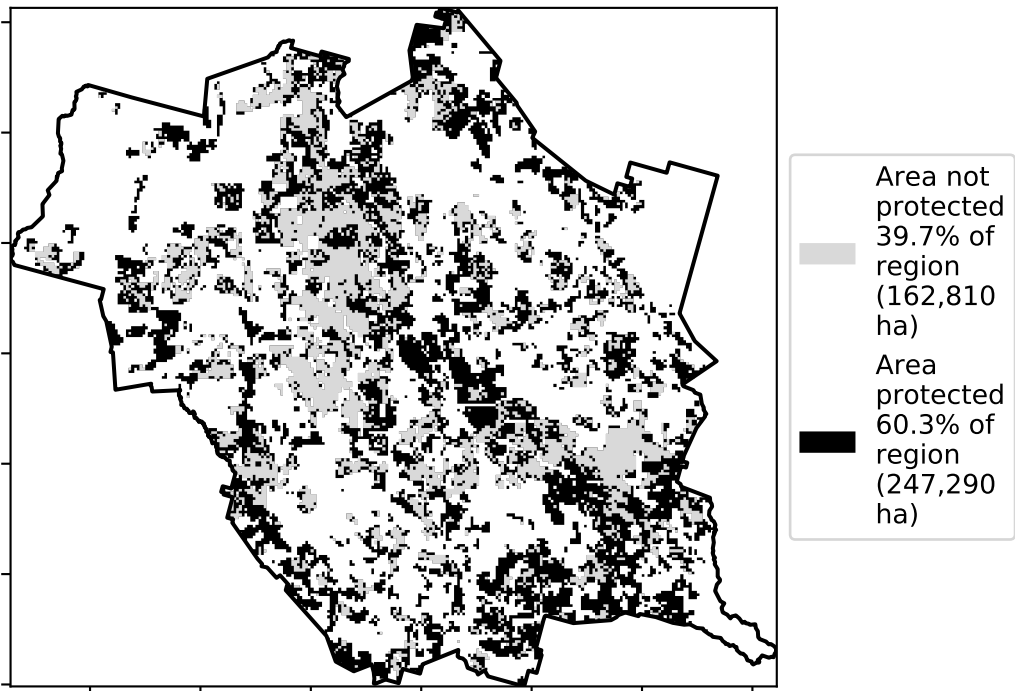 Area not
protected
39.7% of
region
(162,810
ha)
Area
protected
60.3% of
region
(247,290
ha)